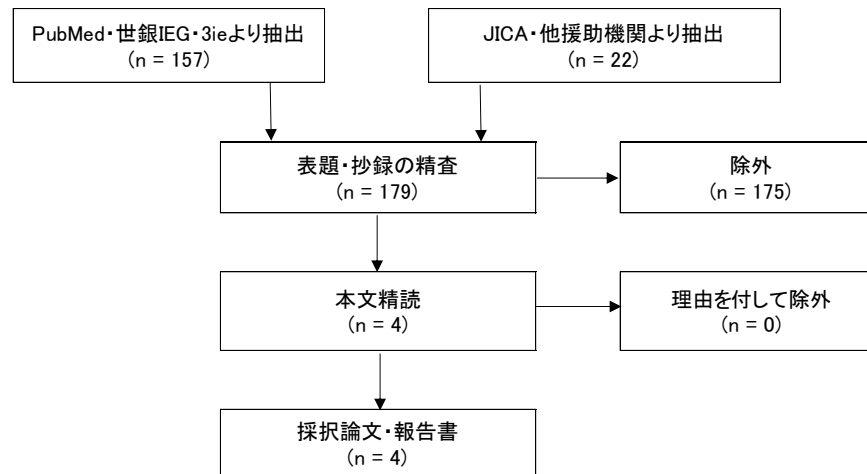 PubMed・世銀IEG・3ieより抽出
(n = 157)
JICA・他援助機関より抽出
(n = 22)
表題・抄録の精査
(n = 179)
除外
(n = 175)
本文精読
(n = 4)
理由を付して除外
(n = 0)
採択論文・報告書
(n = 4)